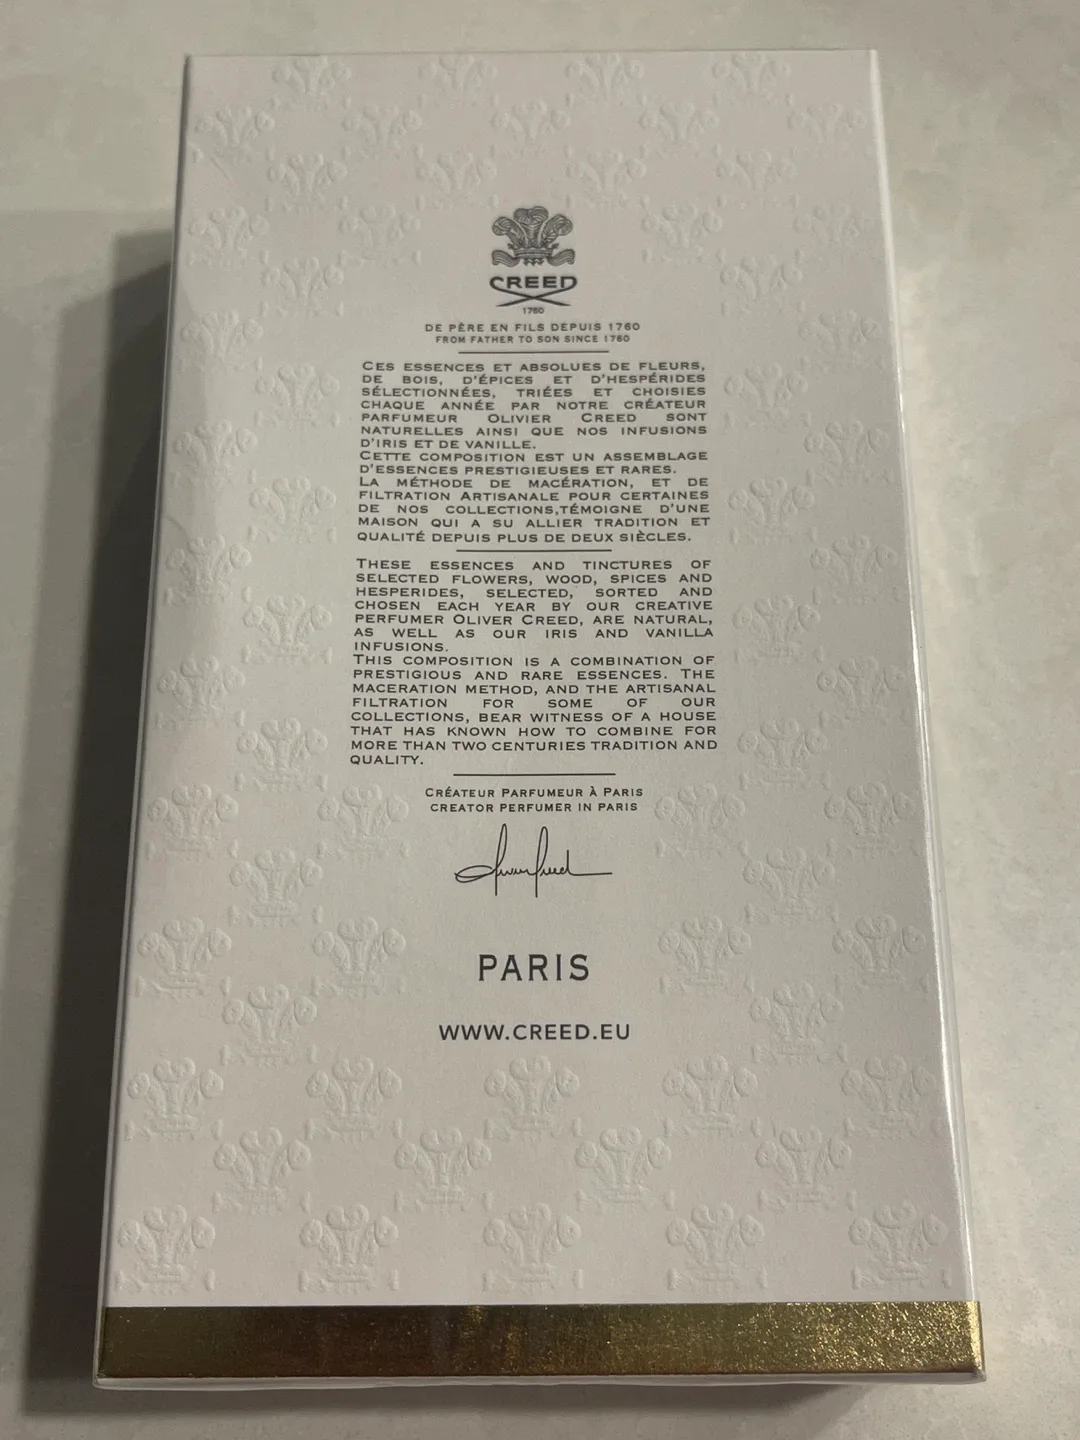 CREED
1760
DE PÈRE EN FILS DEPUIS 1760
FROM FATHER TO SON SINCE 1760
CES ESSENCES ET ABSOLUES DE FLEURS,
DE BOIS, D'ÉPICES ET D'HESPÉRIDES
SÉLECTIONNÉES, TRIÉES ET CHOISIES
CHAQUE ANNÉE PAR NOTRE CRÉATEUR
PARFUMEUR OLIVIER CREED SONT
NATURELLES AINSI QUE NOS INFUSIONS
D'IRIS ET DE VANILLE.
CETTE COMPOSITION EST UN ASSEMBLAGE
D'ESSENCES PRESTIGIEUSES ET RARES.
LA MÉTHODE DE MACÉRATION, ET DE
FILTRATION ARTISANALE POUR CERTAINES
DE NOS COLLECTIONS,TÉMOIGNE D'UNE
MAISON QUI A SU ALLIER TRADITION ET
QUALITÉ DEPUIS PLUS DE DEUX SIÈCLES.
THESE ESSENCES AND TINCTURES OF
SELECTED FLOWERS, WOOD, SPICES AND
HESPERIDES, SELECTED, SORTED AND
CHOSEN EACH YEAR BY OUR CREATIVE
PERFUMER OLIVER CREED, ARE NATURAL,
AS WELL AS OUR IRIS AND VANILLA
INFUSIONS.
THIS COMPOSITION IS A COMBINATION OF
PRESTIGIOUS AND RARE ESSENCES. THE
MACERATION METHOD, AND THE ARTISANAL
FILTRATION FOR SOME OF OUR
COLLECTIONS, BEAR WITNESS OF A HOUSE
THAT HAS KNOWN HOW TO COMBINE FOR
MORE THAN TWO CENTURIES TRADITION AND
QUALITY.
CRÉATEUR PARFUMEUR À PARIS
CREATOR PERFUMER IN PARIS
PARIS
WWW.CREED.EU